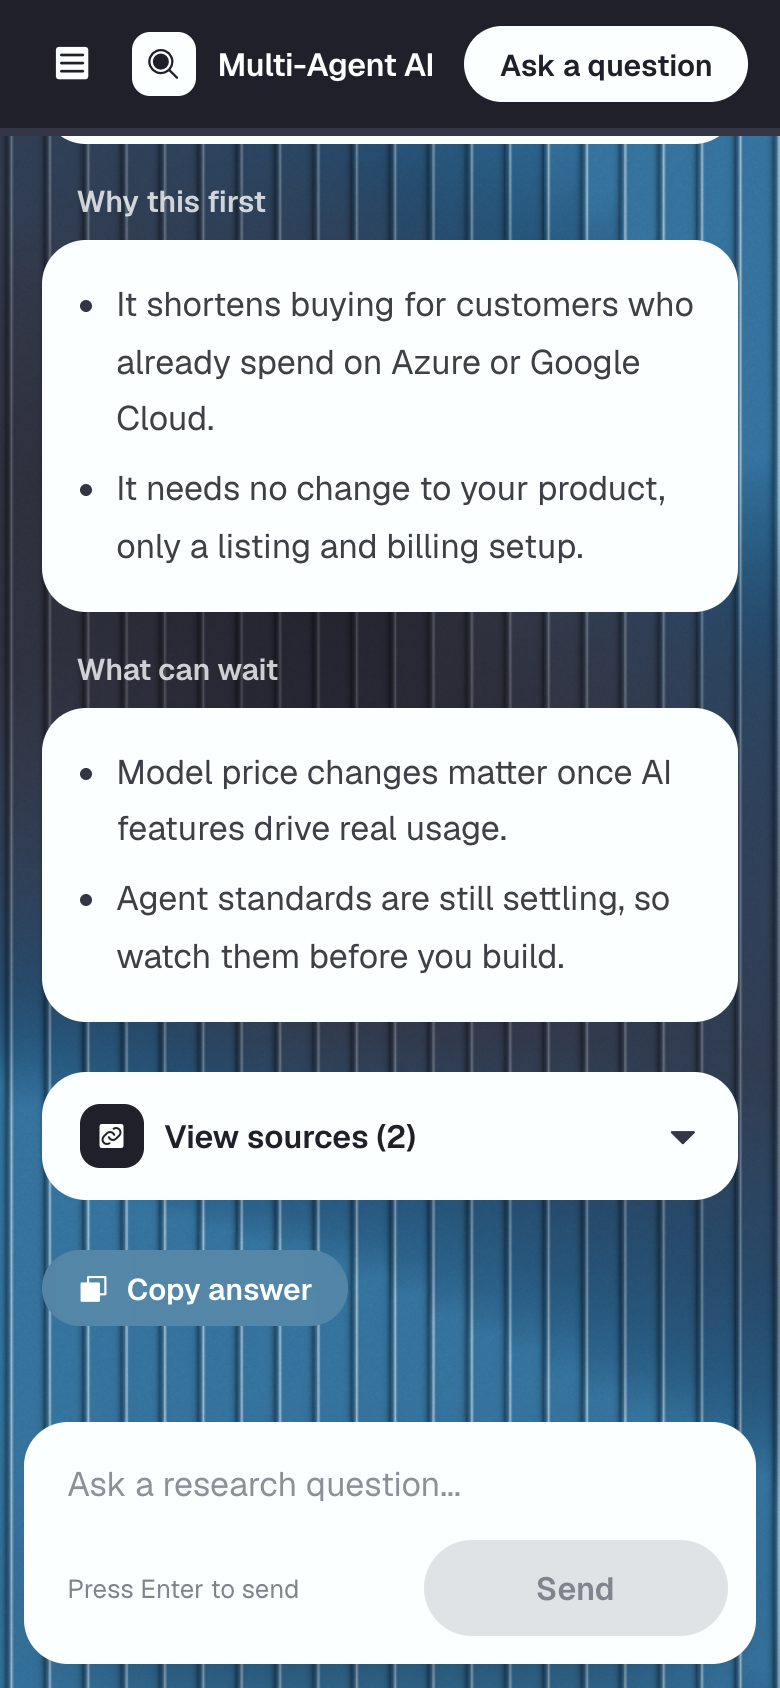 Multi-Agent AI
Ask a question
Why this first
• It shortens buying for customers who
already spend on Azure or Google
Cloud.
• It needs no change to your product,
only a listing and billing setup.
What can wait
• Model price changes matter once AI
features drive real usage.
• Agent standards are still settling, so
watch them before you build.
View sources (2)
Copy answer
Ask a research question...
Press Enter to send
Send